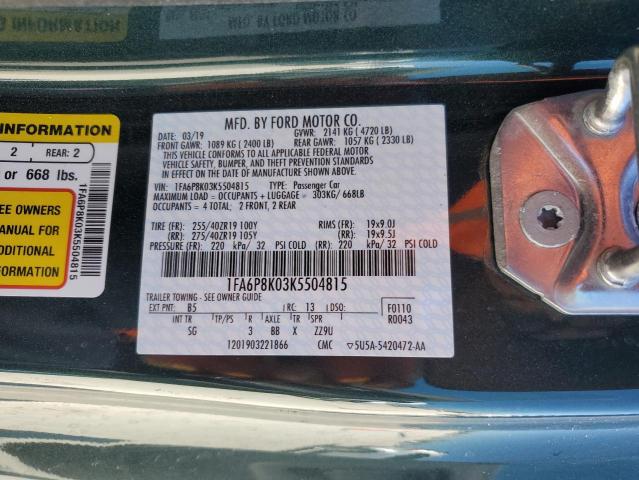 INFORMATION
2 REAR: 2
or 668 lbs.
SEE OWNERS
MANUAL FOR
ADDITIONAL
INFORMATION
1FA6P8K03K5504815
MFD. BY FORD MOTOR CO.
DATE: 03/19 GVWR: 2141 KG ( 4720 LB)
FRONT GAWR: 1089 KG ( 2400 LB) REAR GAWR: 1057 KG ( 2330 LB)
THIS VEHICLE CONFORMS TO ALL APPLICABLE FEDERAL MOTOR
VEHICLE SAFETY, BUMPER, AND THEFT PREVENTION STANDARDS
IN EFFECT ON THE DATE OF MANUFACTURE SHOWN ABOVE.
VIN: 1FA6P8K03K5504815 TYPE: Passenger Car
MAXIMUM LOAD = OCCUPANTS + LUGGAGE = 303KG/ 668LB
OCCUPANTS = 4 TOTAL; 2 FRONT, 2 REAR
TIRE (FR): 255/40ZR19 100Y RIMS (FR): 19x9.0J
(RR): 275/40ZR19 105Y (RR): 19x9.5J
PRESSURE (FR): 220 kPa/ 32 PSI COLD (RR): 220 kPa/ 32 PSI COLD
1FA6P8K03K5504815
TRAILER TOWING - SEE OWNER GUIDE
EXT PNT: B5 RC: 13 DSO: F0110
INT TR TP/PS R AXLE TR SPR R0043
SG 3 BB X ZZ9U
1201903221866 CMC 5U5A-5420472-AA